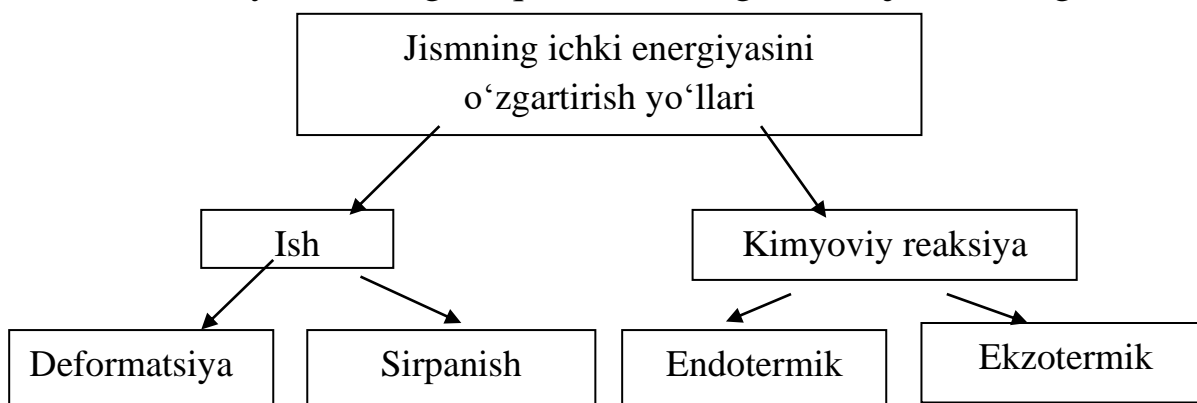 Jismning ichki energiyasini
o‘zgartirish yo‘llari
Ish
Kimyoviy reaksiya
Deformatsiya
Sirpanish
Endotermik
Ekzotermik